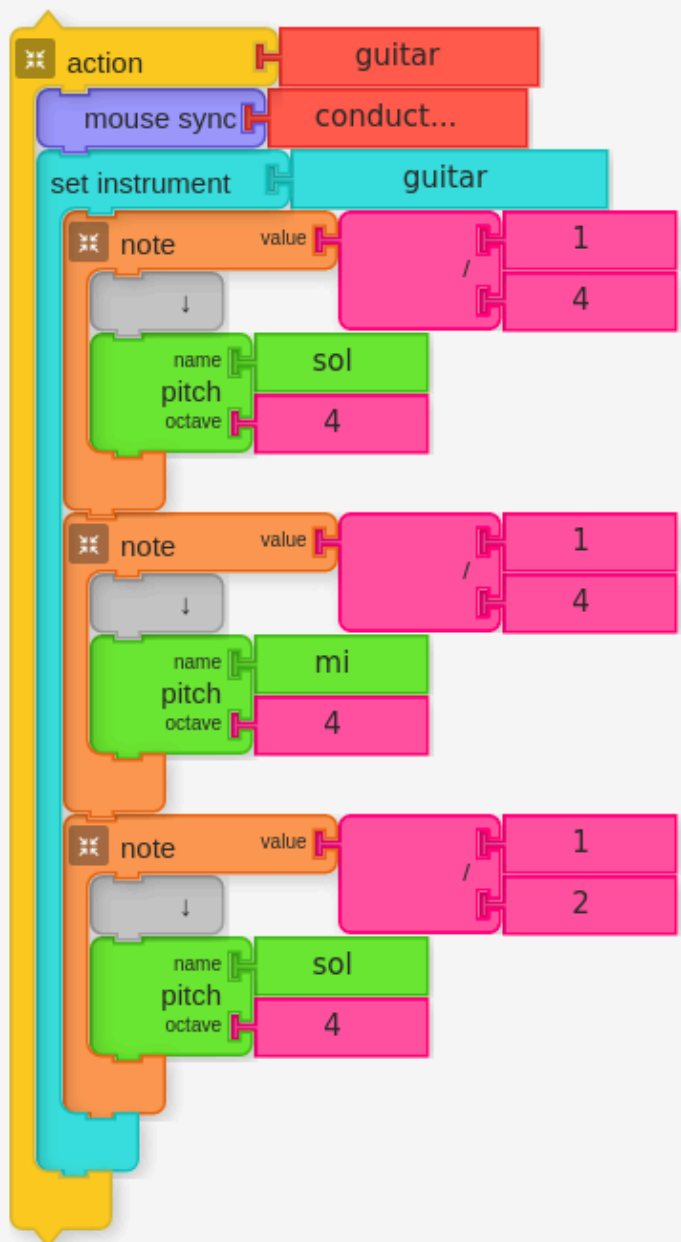 action guitar
mouse sync conduct...
set instrument guitar
note value 1
/
4
↓
name sol
pitch
octave 4
note value 1
/
4
↓
name mi
pitch
octave 4
note value 1
/
2
↓
name sol
pitch
octave 4